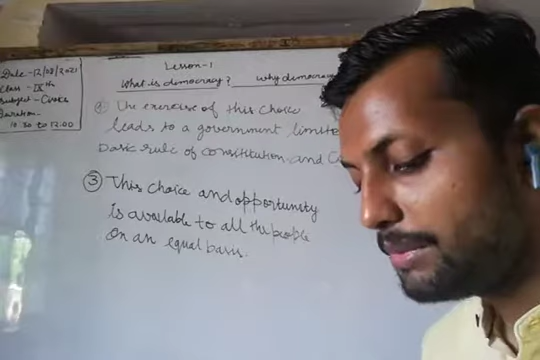 Date - 12/08/2021
Class - IXth
Subject - Civics
Duration -
10:30 to 12:00
Lesson - 1
What is democracy? why democracy
② The exercise of this choice
leads to a government limite
basic rule of constitution and C
③ This choice and opportunity
is available to all the people
on an equal basis.